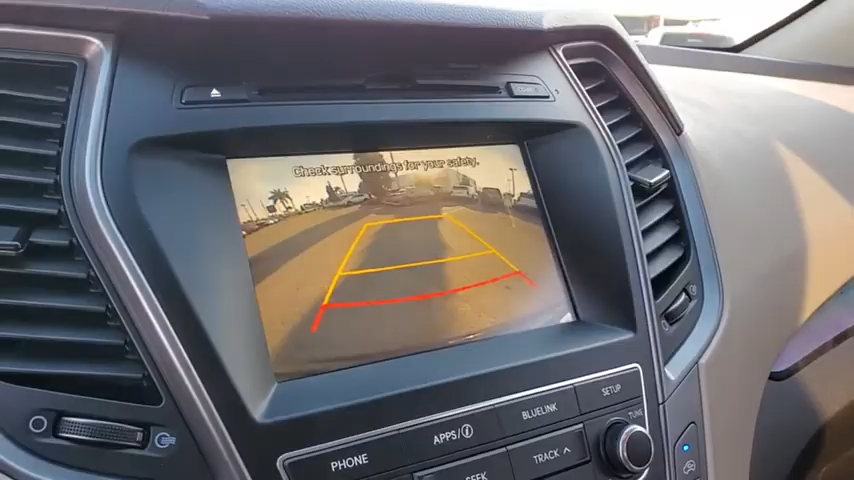 Check surroundings for your safety.
PHONE
APPS/i
BLUELINK
SETUP
SEEK
TRACK ^
TUNE